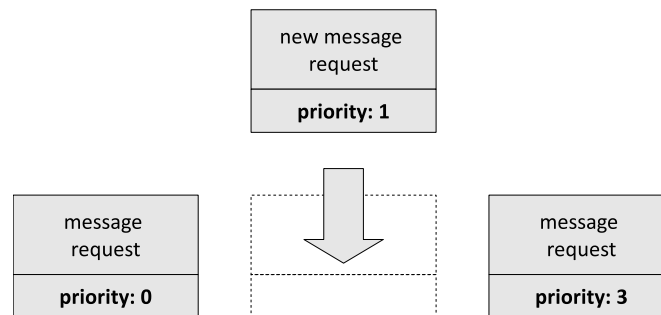 new message
request
priority: 1
message
request
priority: 0
message
request
priority: 3